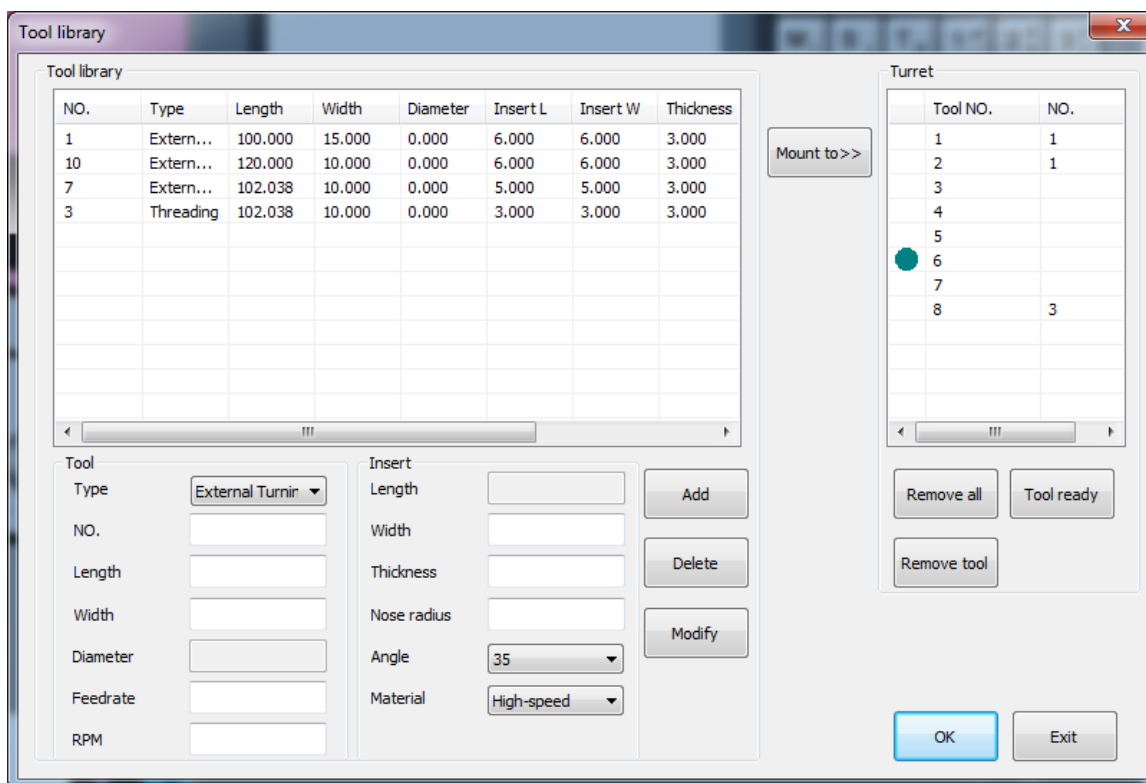 Tool library
Tool library
NO. Type Length Width Diameter Insert L Insert W Thickness
1 Extern... 100.000 15.000 0.000 6.000 6.000 3.000
10 Extern... 120.000 10.000 0.000 6.000 6.000 3.000
7 Extern... 102.038 10.000 0.000 5.000 5.000 3.000
3 Threading 102.038 10.000 0.000 3.000 3.000 3.000
Mount to>>
Turret
Tool NO. NO.
1 1
2 1
3
4
5
6
7
8 3
Tool
Type External Turnin
NO.
Length
Width
Diameter
Feedrate
RPM
Insert
Length
Width
Thickness
Nose radius
Angle 35
Material High-speed
Add
Delete
Modify
Remove all Tool ready
Remove tool
OK Exit